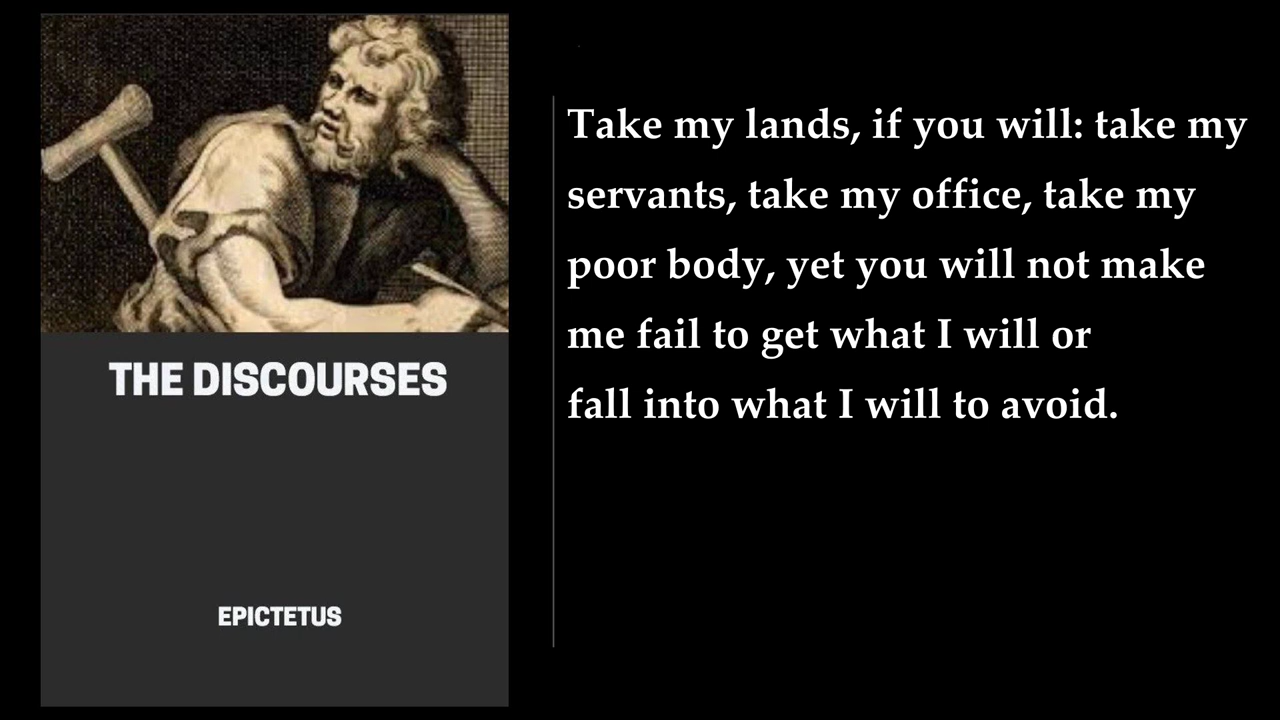 THE DISCOURSES
EPICTETUS
Take my lands, if you will: take my
servants, take my office, take my
poor body, yet you will not make
me fail to get what I will or
fall into what I will to avoid.